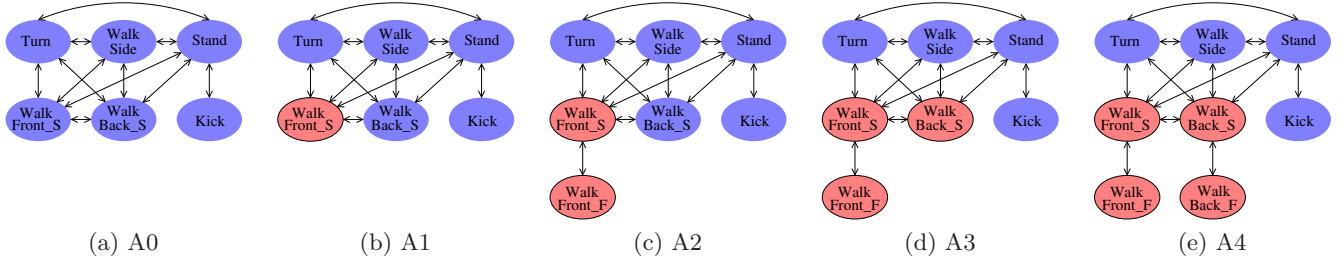 Turn
Walk
Side
Stand
Walk
Front_S
Walk
Back_S
Kick
(a) A0
Turn
Walk
Side
Stand
Walk
Front_S
Walk
Back_S
Kick
(b) A1
Turn
Walk
Side
Stand
Walk
Front_S
Walk
Back_S
Kick
Walk
Front_F
(c) A2
Turn
Walk
Side
Stand
Walk
Front_S
Walk
Back_S
Kick
Walk
Front_F
(d) A3
Turn
Walk
Side
Stand
Walk
Front_S
Walk
Back_S
Kick
Walk
Front_F
Walk
Back_F
(e) A4